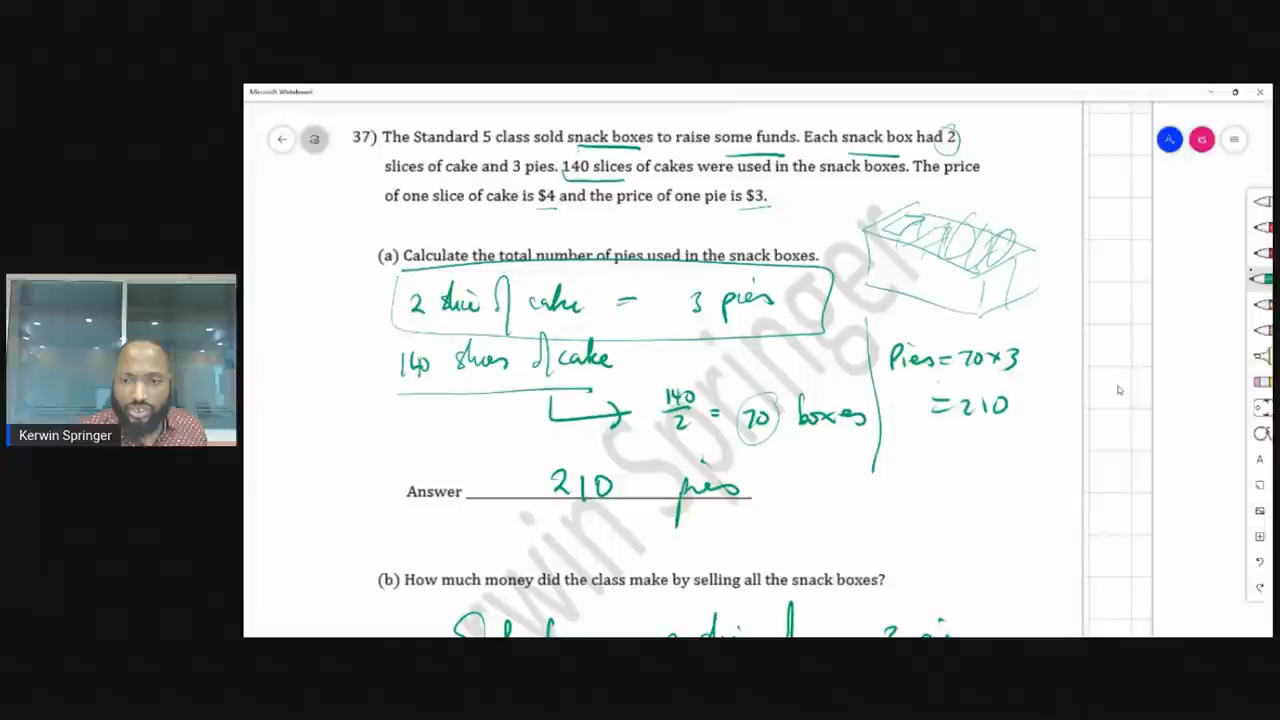 Microsoft Whiteboard
37) The Standard 5 class sold snack boxes to raise some funds. Each snack box had 2
slices of cake and 3 pies. 140 slices of cakes were used in the snack boxes. The price
of one slice of cake is $4 and the price of one pie is $3.
(a) Calculate the total number of pies used in the snack boxes.
2 slice of cake = 3 pies
140 slices of cake
140/2 = 70 boxes
Pies = 70 x 3
= 210
Answer 210 pies
(b) How much money did the class make by selling all the snack boxes?
Kerwin Springer
KS
A
Kerwin Springer